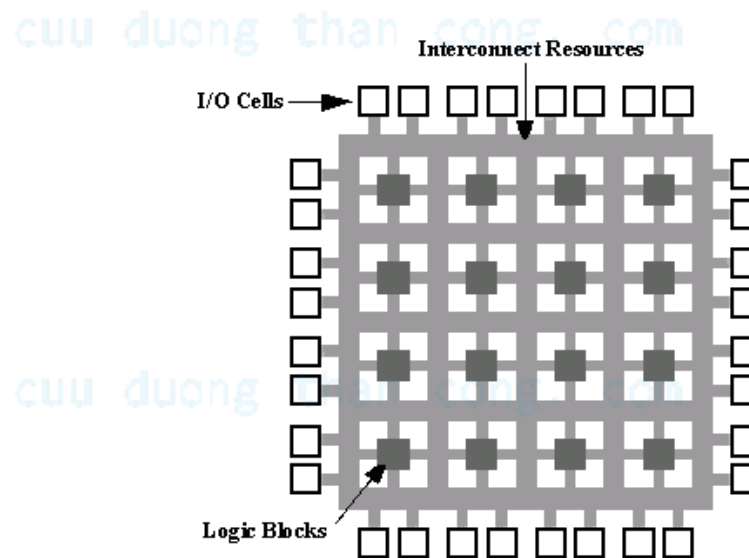 cuu duong than cong. com
Interconnect Resources
I/O Cells
cuu duong than cong. com
Logic Blocks